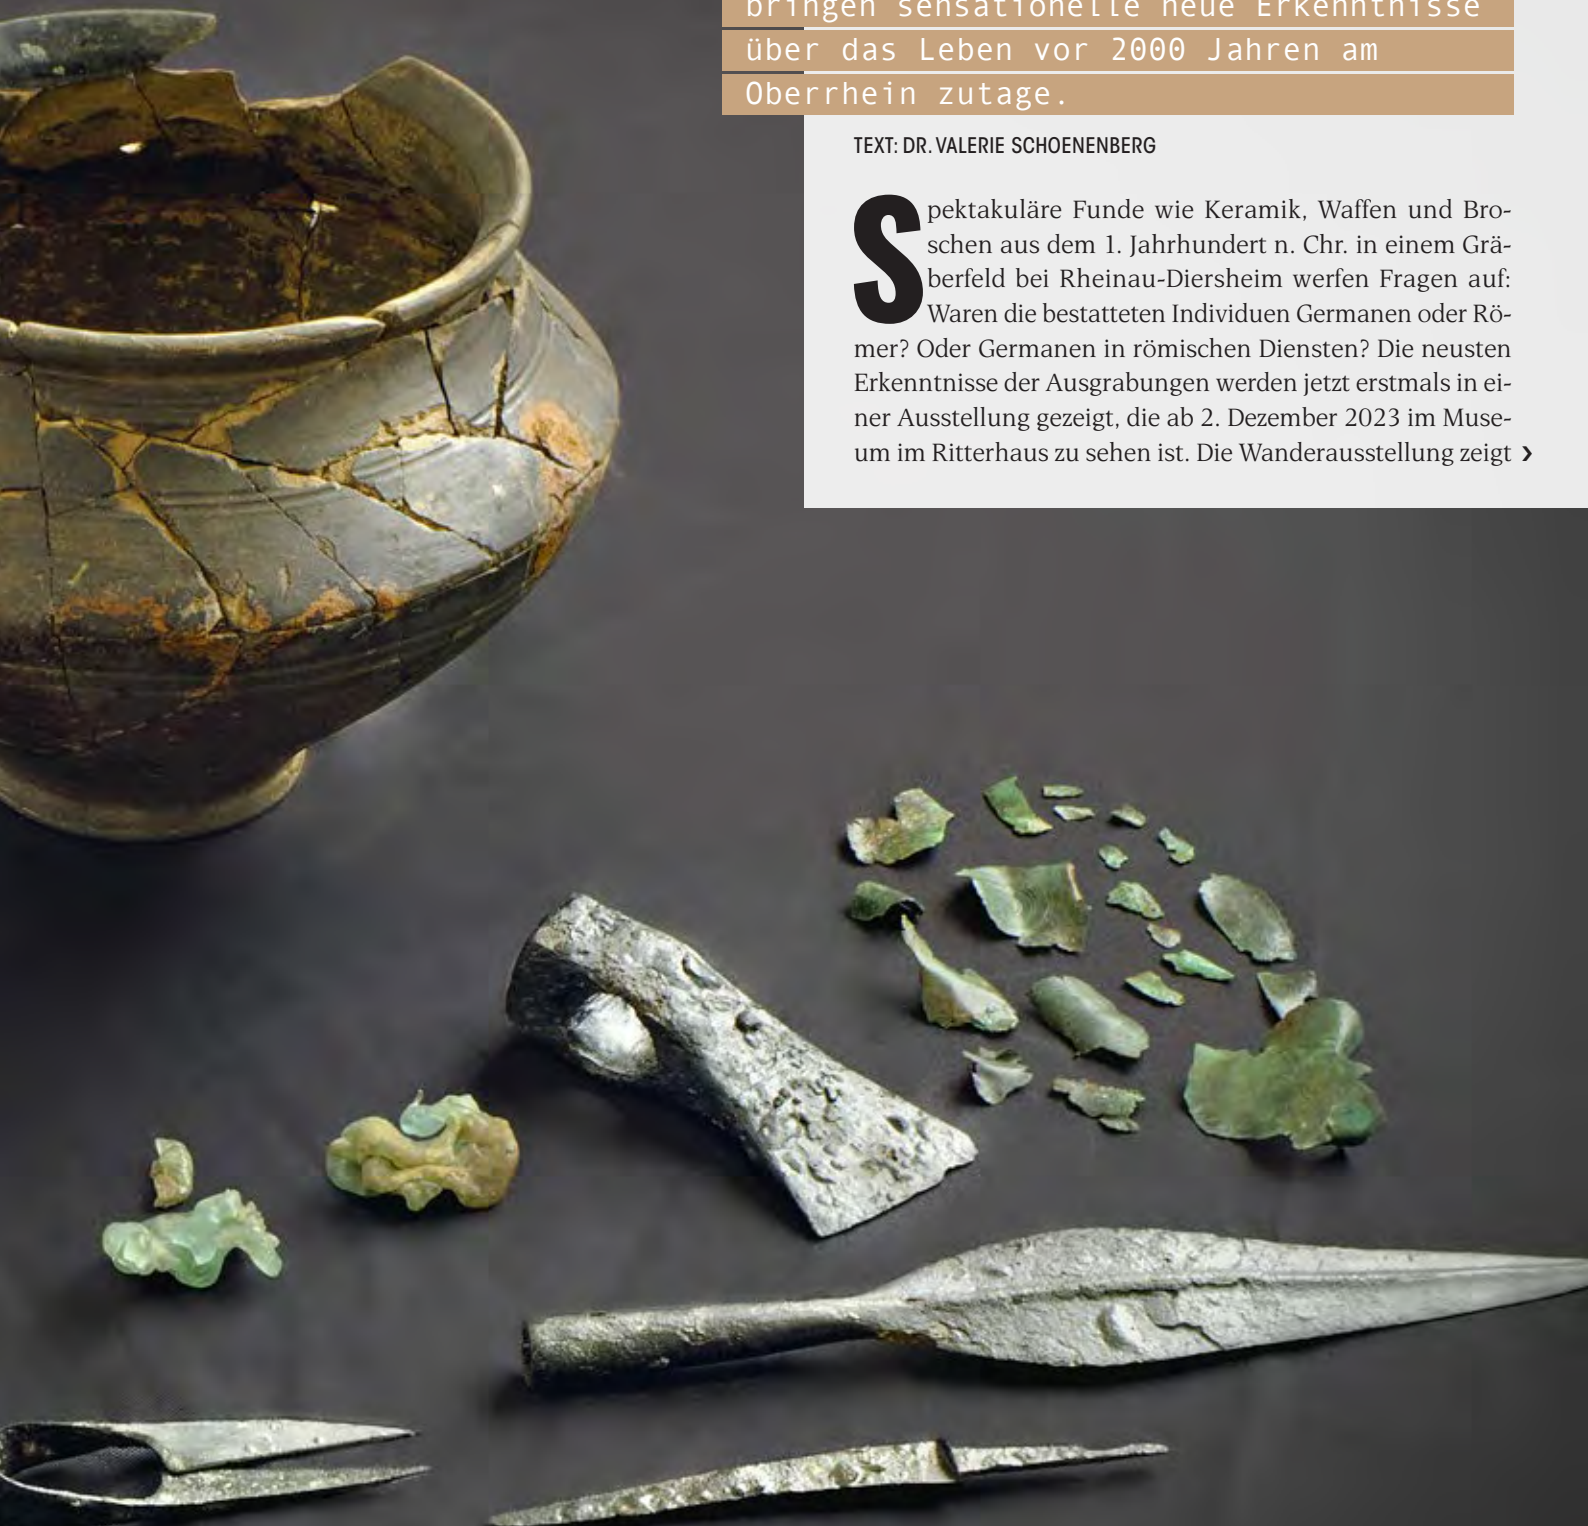 bringen sensationelle neue Erkenntnisse
über das Leben vor 2000 Jahren am
Oberrhein zutage.
TEXT: DR. VALERIE SCHOENENBERG
Spektakuläre Funde wie Keramik, Waffen und Bro-
schen aus dem 1. Jahrhundert n. Chr. in einem Grä-
berfeld bei Rheinau-Diersheim werfen Fragen auf:
Waren die bestatteten Individuen Germanen oder Rö-
mer? Oder Germanen in römischen Diensten? Die neusten
Erkenntnisse der Ausgrabungen werden jetzt erstmals in ei-
ner Ausstellung gezeigt, die ab 2. Dezember 2023 im Muse-
um im Ritterhaus zu sehen ist. Die Wanderausstellung zeigt ›